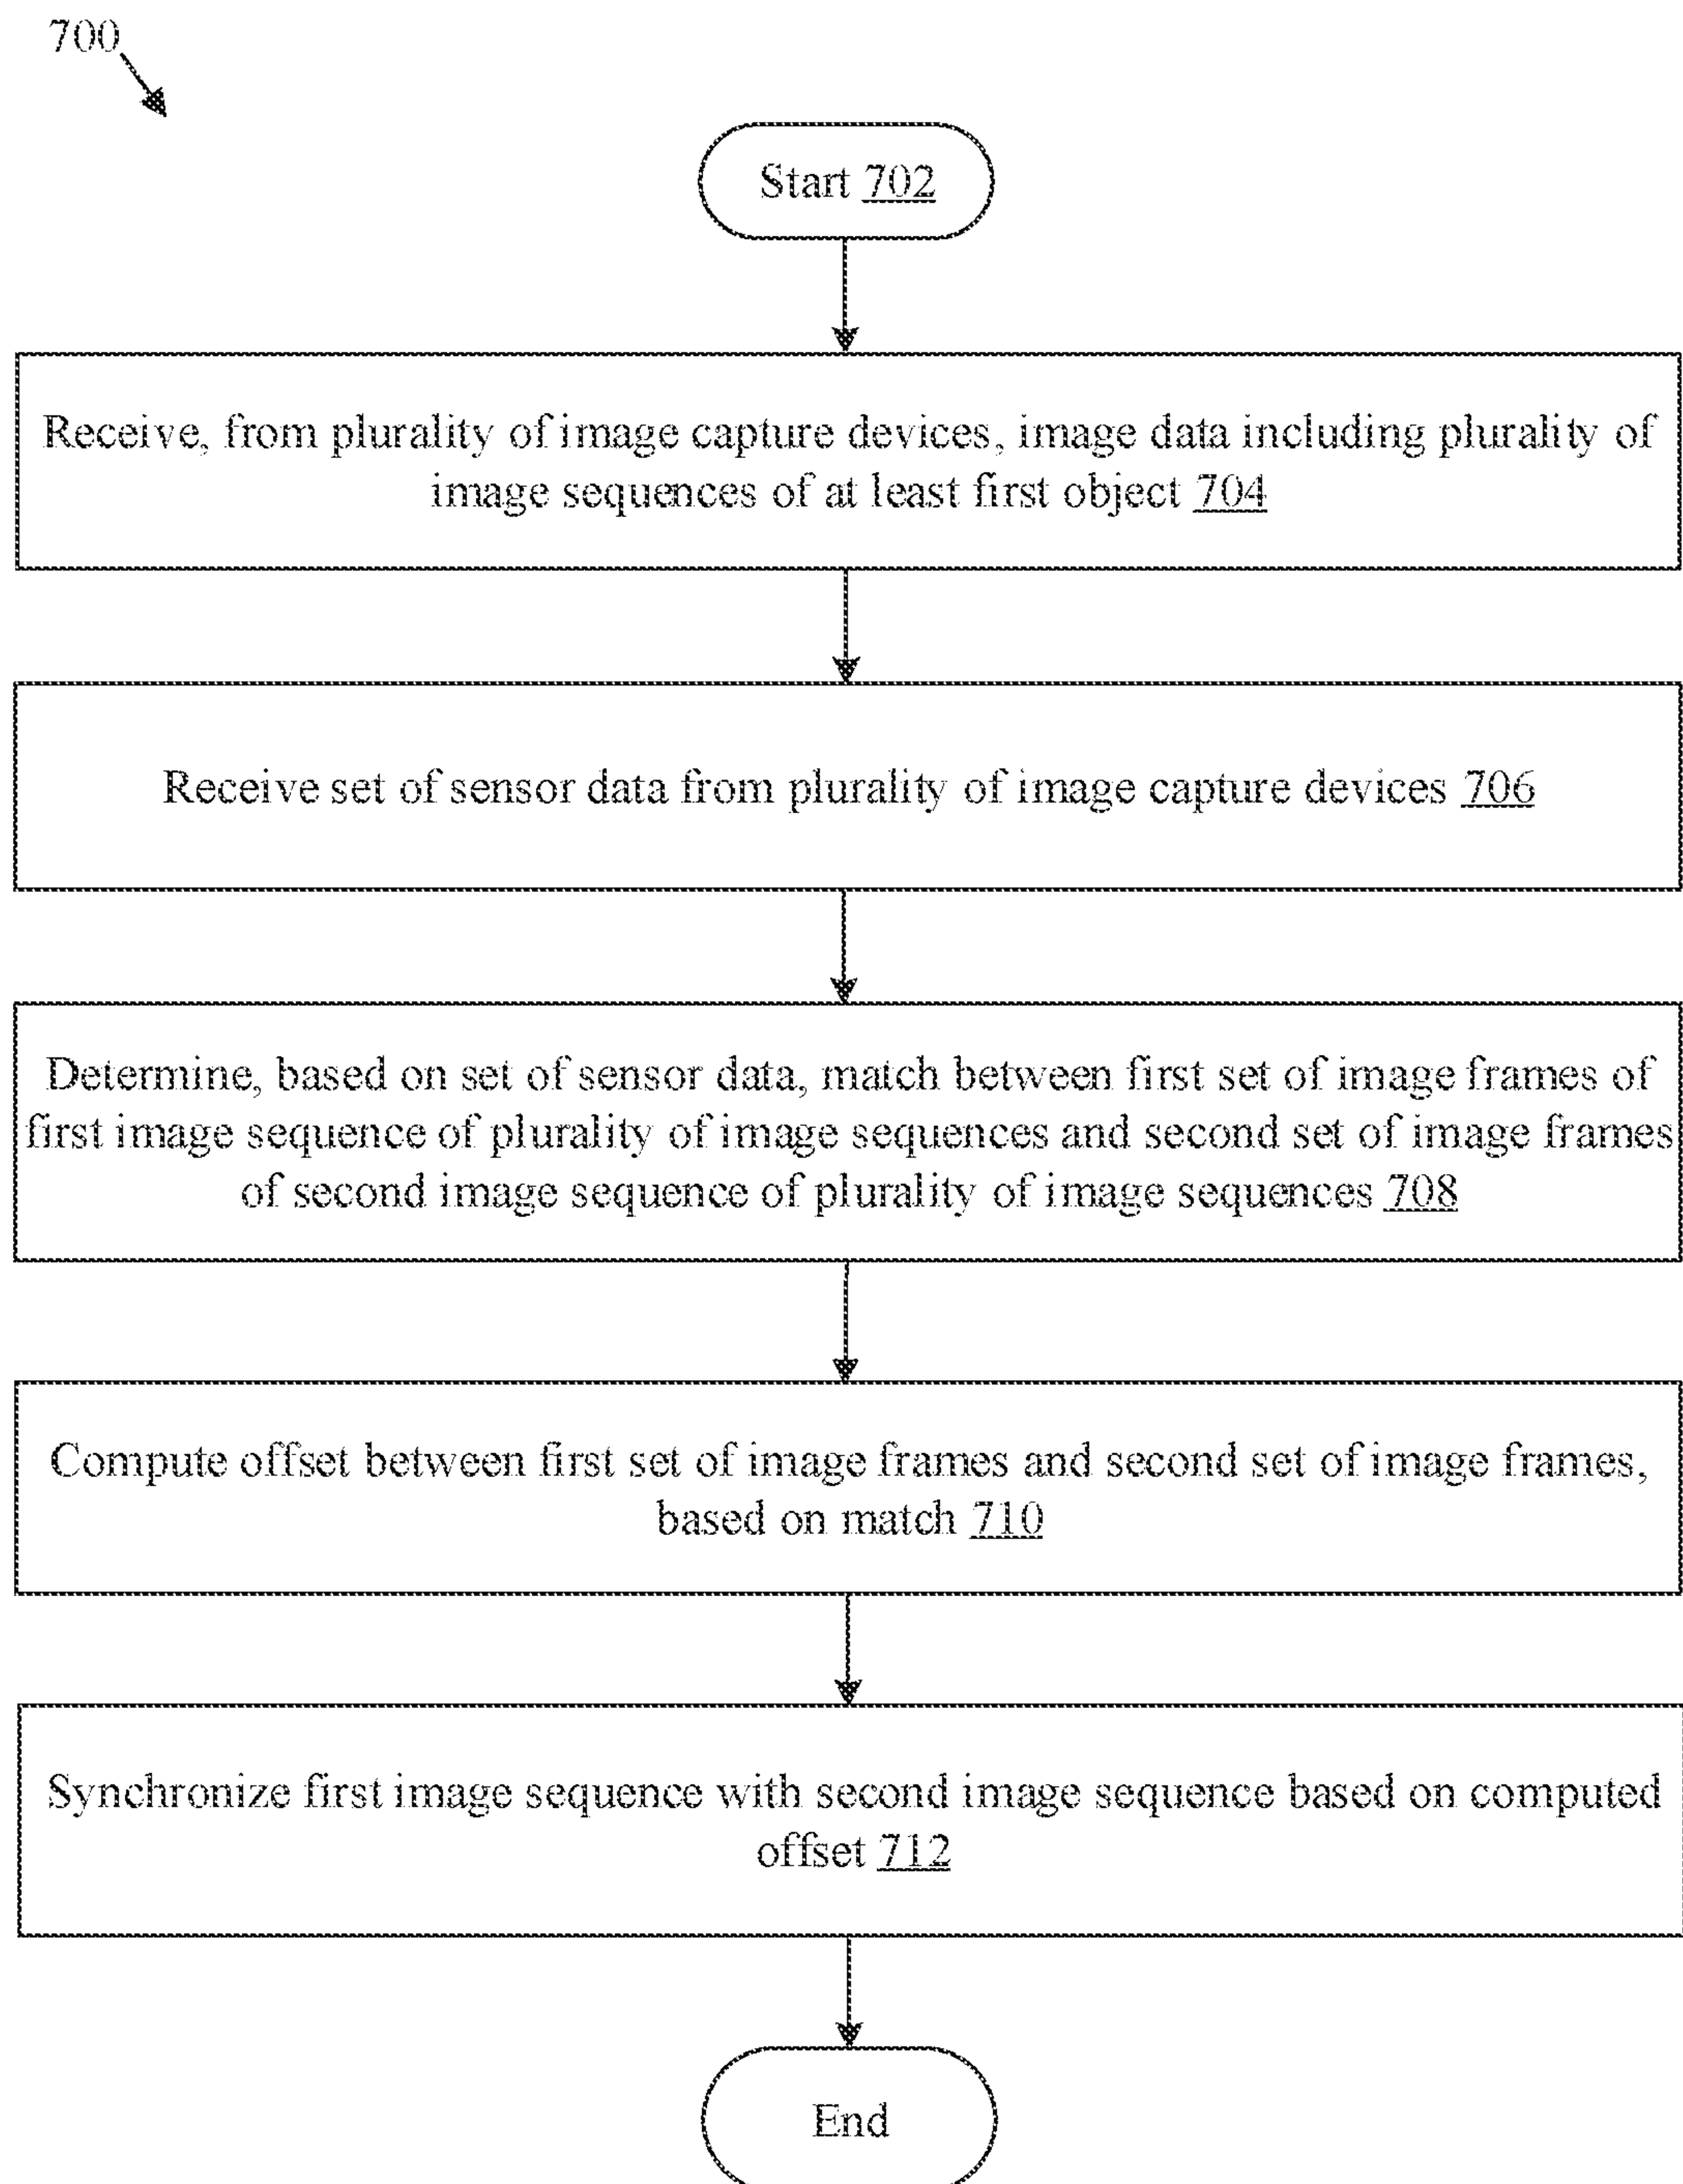 700
Start 702
Receive, from plurality of image capture devices, image data including plurality of
image sequences of at least first object 704
Receive set of sensor data from plurality of image capture devices 706
Determine, based on set of sensor data, match between first set of image frames of
first image sequence of plurality of image sequences and second set of image frames
of second image sequence of plurality of image sequences 708
Compute offset between first set of image frames and second set of image frames,
based on match 710
Synchronize first image sequence with second image sequence based on computed
offset 712
End